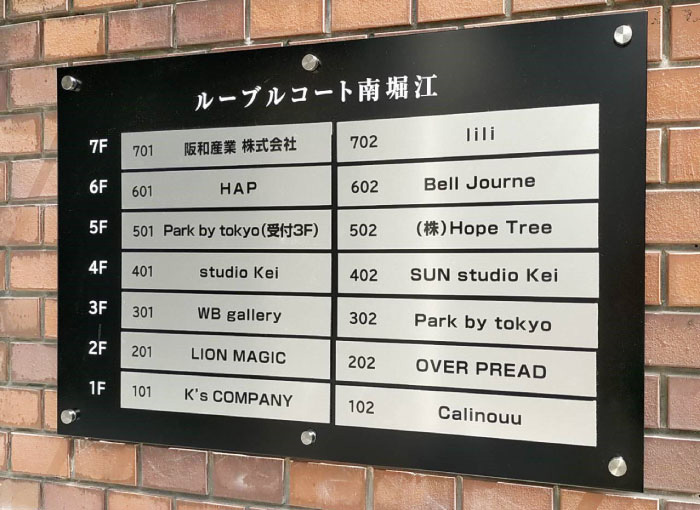 ルーブルコート南堀江
7F 701 阪和産業 株式会社 702 lili
6F 601 HAP 602 Bell Journe
5F 501 Park by tokyo(受付3F) 502 (株)Hope Tree
4F 401 studio Kei 402 SUN studio Kei
3F 301 WB gallery 302 Park by tokyo
2F 201 LION MAGIC 202 OVER PREAD
1F 101 K's COMPANY 102 Calinouu